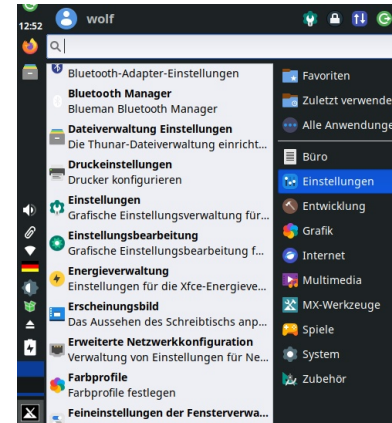 12:52
wolf
Bluetooth-Adapter-Einstellungen
Bluetooth Manager
Blueman Bluetooth Manager
Dateiverwaltung Einstellungen
Die Thunar-Dateiverwaltung einricht...
Druckeinstellungen
Drucker konfigurieren
Einstellungen
Grafische Einstellungsverwaltung für...
Einstellungsbearbeitung
Grafische Einstellungsbearbeitung f...
Energieverwaltung
Einstellungen für die Xfce-Energieve...
Erscheinungsbild
Das Aussehen des Schreibtischs anp...
Erweiterte Netzwerkkonfiguration
Verwaltung von Einstellungen für Ne...
Farbprofile
Farbprofile festlegen
Feineinstellungen der Fensterverwa...
Favoriten
Zuletzt verwende
Alle Anwendunge
Büro
Einstellungen
Entwicklung
Grafik
Internet
Multimedia
MX-Werkzeuge
Spiele
System
Zubehör